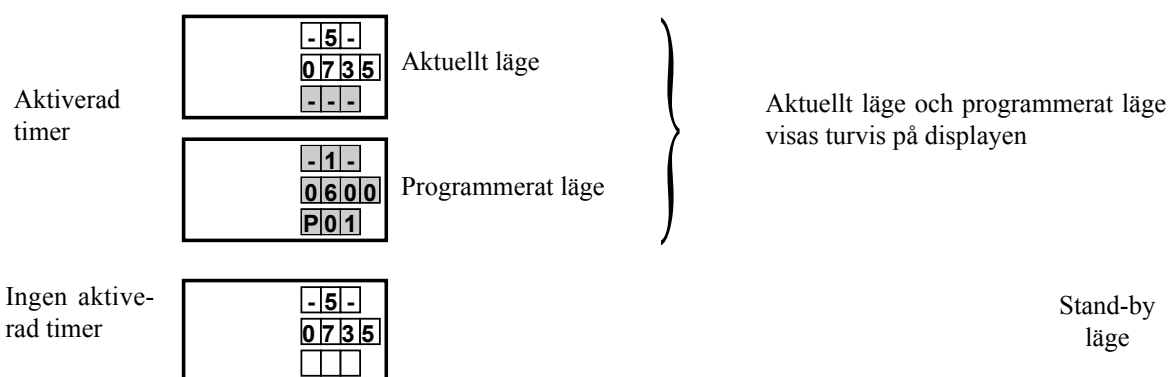 -5-
0735
---
Aktuellt läge
Aktiverad
timer
-1-
0600
P01
Programmerat läge
Aktuellt läge och programmerat läge
visas turvis på displayen
Ingen aktive-
rad timer
-5-
0735
Stand-by
läge